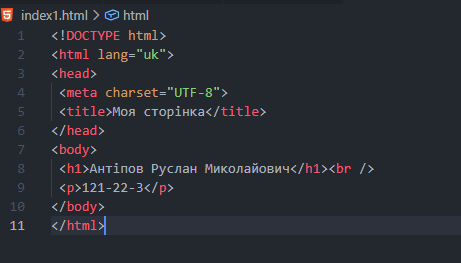 index1.html > html
1 <!DOCTYPE html>
2 <html lang="uk">
3 <head>
4 <meta charset="UTF-8">
5 <title>Моя сторінка</title>
6 </head>
7 <body>
8 <h1>Антіпов Руслан Миколайович</h1><br />
9 <p>121-22-3</p>
10 </body>
11 </html>